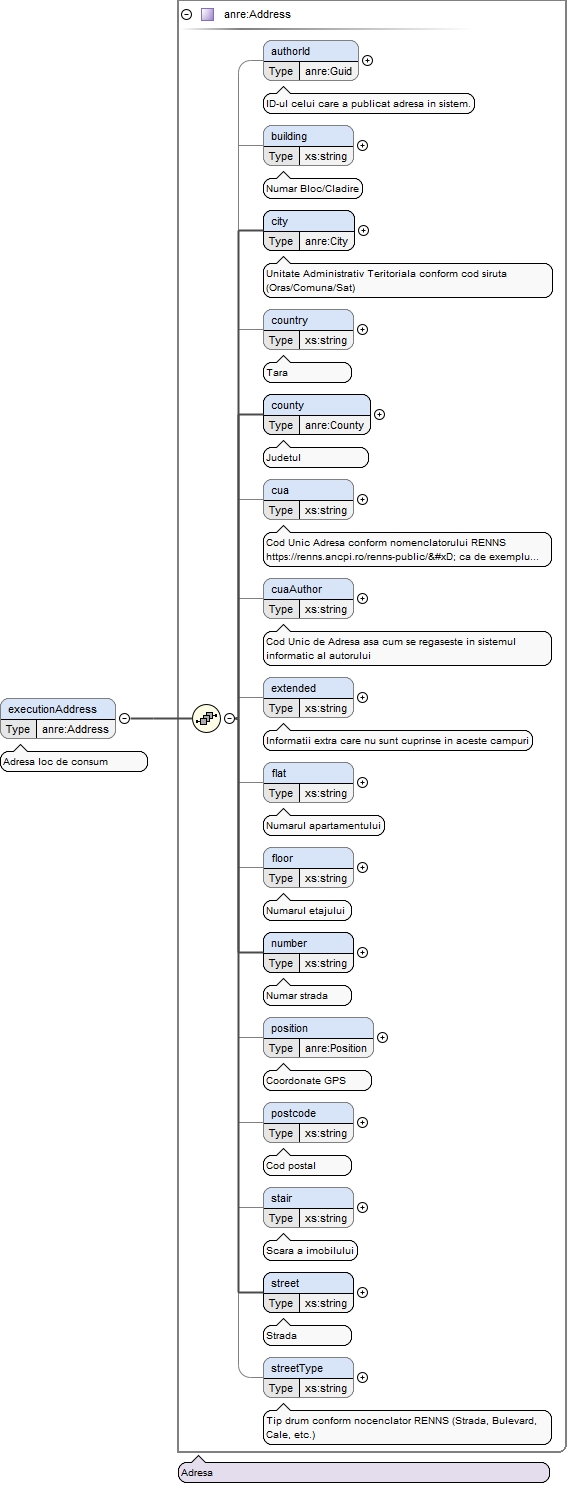 anre:Address
authorId
Type anre:Guid
ID-ul celui care a publicat adresa in sistem.
building
Type xs:string
Numar Bloc/Cladire
city
Type anre:City
Unitate Administrativ Teritoriala conform cod siruta
(Oras/Comuna/Sat)
country
Type xs:string
Tara
county
Type anre:County
Judetul
cua
Type xs:string
Cod Unic Adresa conform nomenclatorului RENNS
https://renns.ancpi.ro/renns-public/&#xD; ca de exemplu...
cuaAuthor
Type xs:string
Cod Unic de Adresa asa cum se regaseste in sistemul
informatic al autorului
executionAddress
Type anre:Address
Adresa loc de consum
extended
Type xs:string
Informatii extra care nu sunt cuprinse in aceste campuri
flat
Type xs:string
Numarul apartamentului
floor
Type xs:string
Numarul etajului
number
Type xs:string
Numar strada
position
Type anre:Position
Coordonate GPS
postcode
Type xs:string
Cod postal
stair
Type xs:string
Scara a imobilului
street
Type xs:string
Strada
streetType
Type xs:string
Tip drum conform nocenclator RENNS (Strada, Bulevard,
Cale, etc.)
Adresa